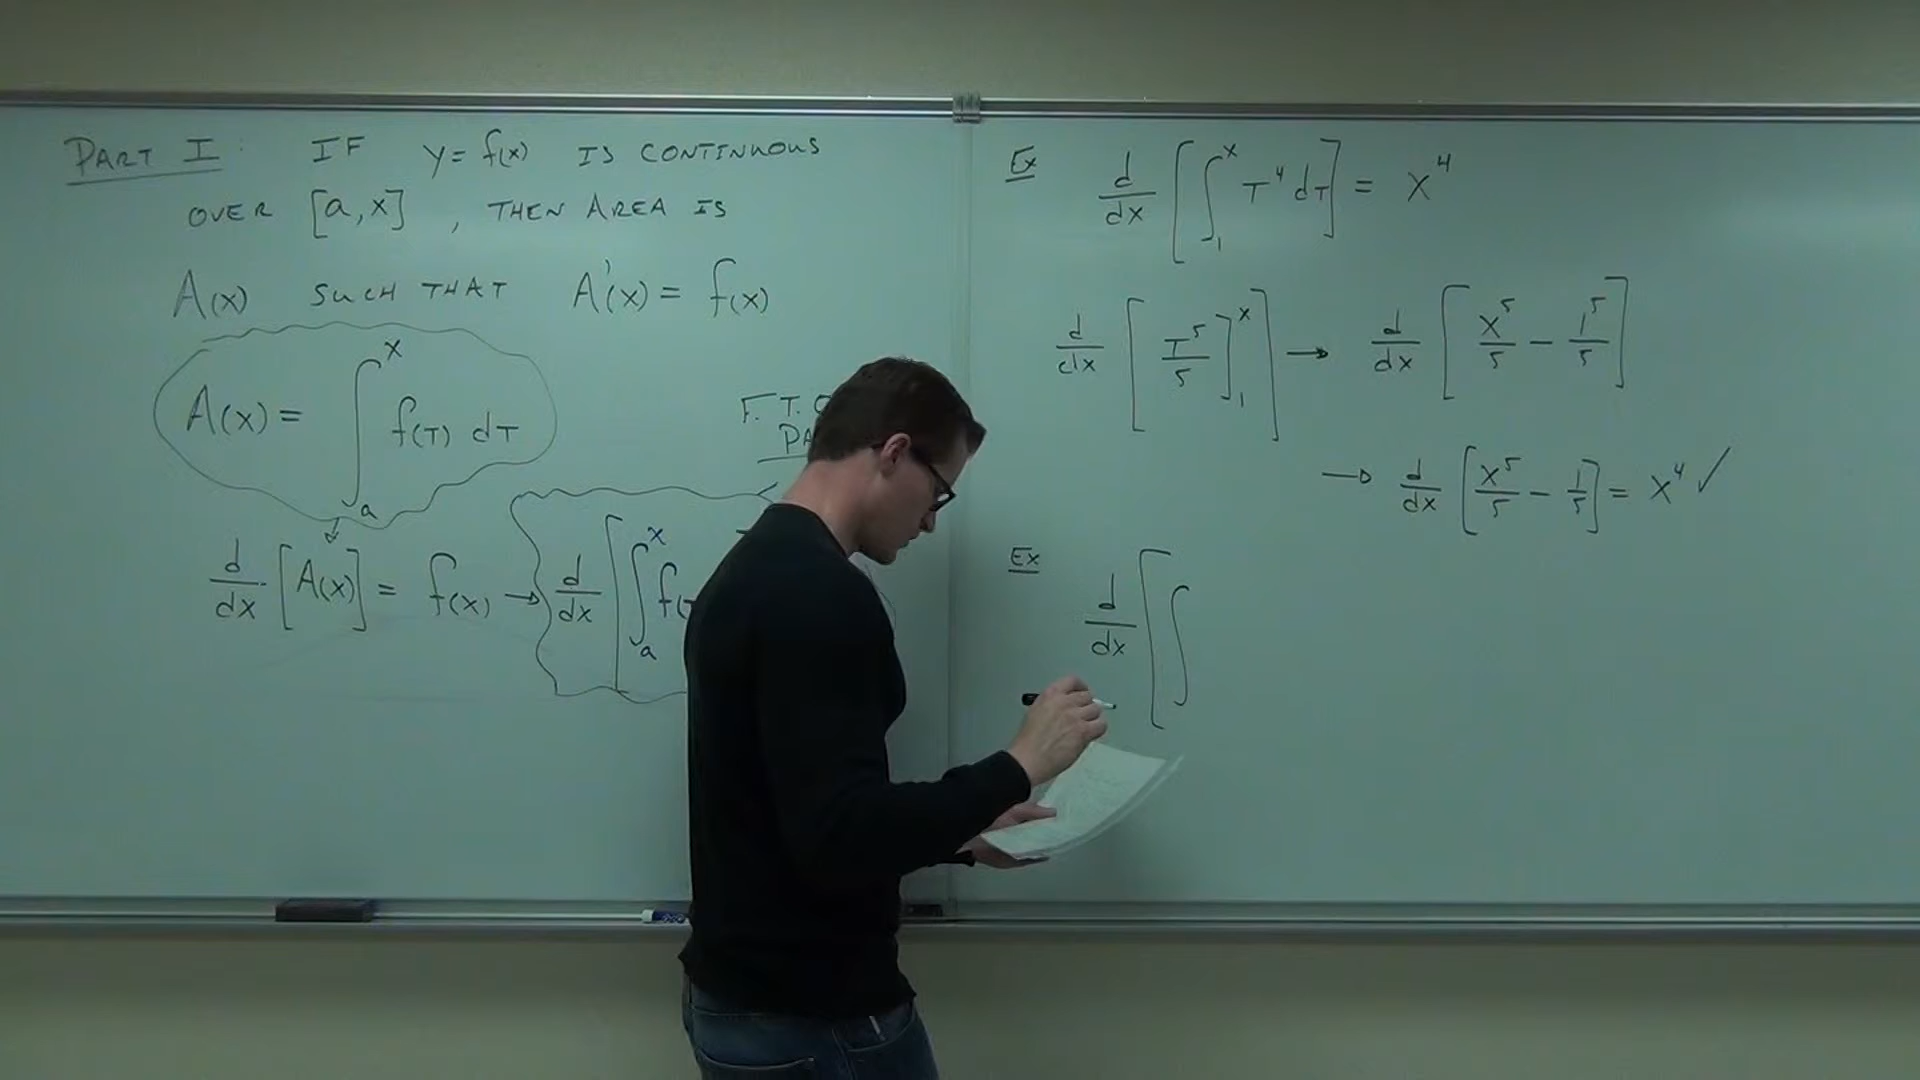 PART I: IF y = f(x) IS CONTINUOUS
OVER [a, x], THEN AREA IS
A(x) SUCH THAT A'(x) = f(x)
A(x) = ∫_a^x f(T) dT
F. T.
d/dx [A(x)] = f(x) → d/dx [∫_a^x f(
Ex d/dx [∫_1^x T^4 dT] = x^4
d/dx [T^5/5]_1^x] → d/dx [x^5/5 - 1^5/5]
→ d/dx [x^5/5 - 1/5] = x^4 ✓
Ex d/dx [∫